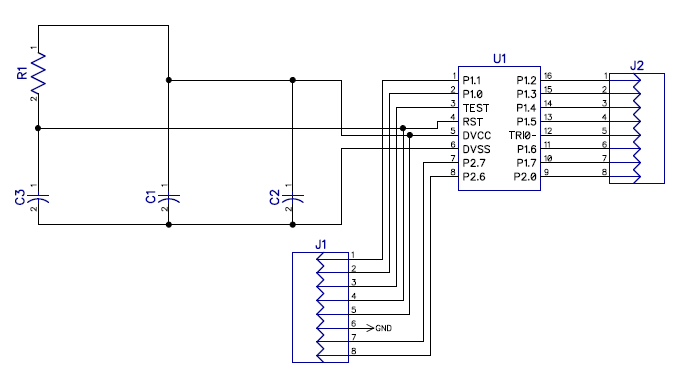 R1
1
2
C3
1
2
C1
1
2
C2
1
2
U1
1 P1.1 P1.2 16
2 P1.0 P1.3 15
3 TEST P1.4 14
4 RST P1.5 13
5 DVCC TRIO- 12
6 DVSS P1.6 11
7 P2.7 P1.7 10
8 P2.6 P2.0 9
J2
1
2
3
4
5
6
7
8
J1
1
2
3
4
5
6 GND
7
8